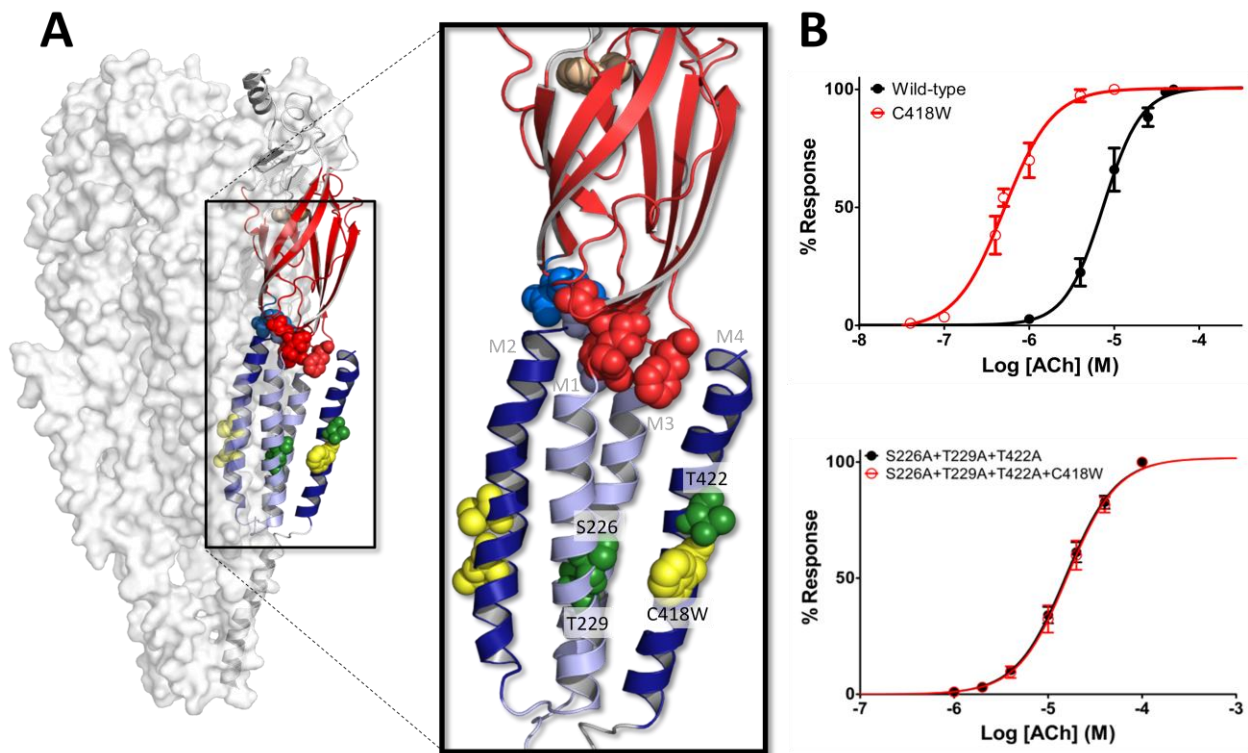 A
M2
M1
M3
M4
T422
S226
T229
C418W
B
100
50
0
% Response
Wild-type
C418W
-7 -6 -5 -4
Log [ACh] (M)
100
50
0
% Response
S226A+T229A+T422A
S226A+T229A+T422A+C418W
-7 -6 -5 -4 -3
Log [ACh] (M)